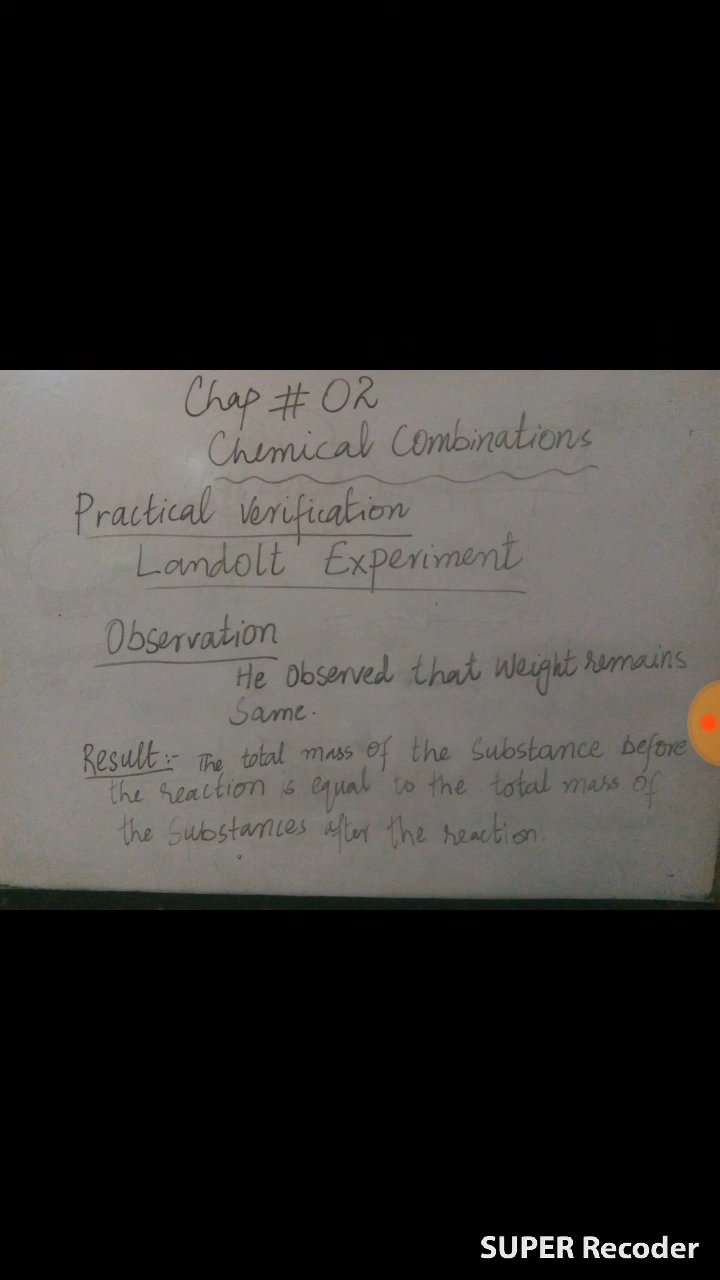 Chap # 02
Chemical Combinations
Practical Verification
Landolt Experiment
Observation
He Observed that Weight remains
Same.
Result:- The total mass of the Substance before
the reaction is equal to the total mass of
the Substances after the reaction.
SUPER Recoder